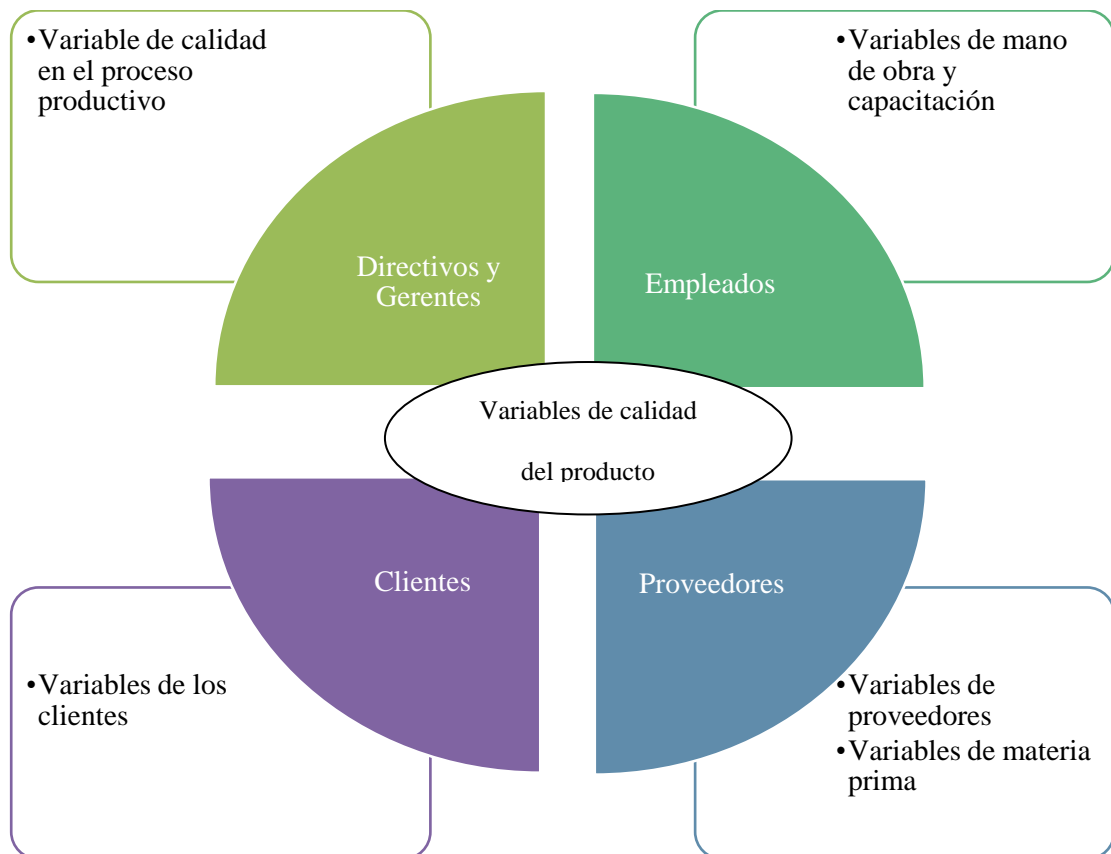 •Variable de calidad
en el proceso
productivo
•Variables de mano
de obra y
capacitación
Directivos y
Gerentes
Empleados
Variables de calidad
del producto
Clientes
Proveedores
•Variables de los
clientes
•Variables de
proveedores
•Variables de materia
prima